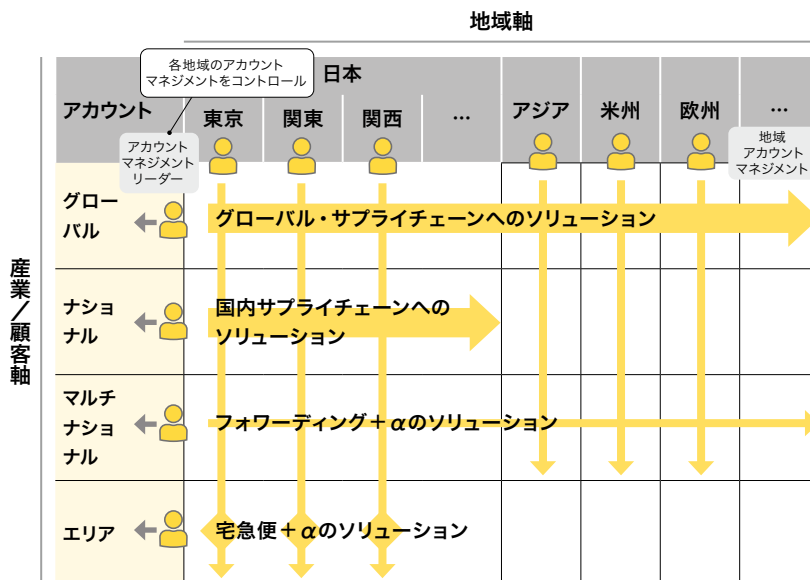 地域軸
各地域のアカウント
マネジメントをコントロール
日本
アカウント
東京
関東
関西
…
アジア
米州
欧州
…
アカウント
マネジメント
リーダー
地域
アカウント
マネジメント
産業／顧客軸
グロー
バル
グローバル・サプライチェーンへのソリューション
ナショ
ナル
国内サプライチェーンへの
ソリューション
マルチ
ナショ
ナル
フォワーディング+αのソリューション
エリア
宅急便+αのソリューション